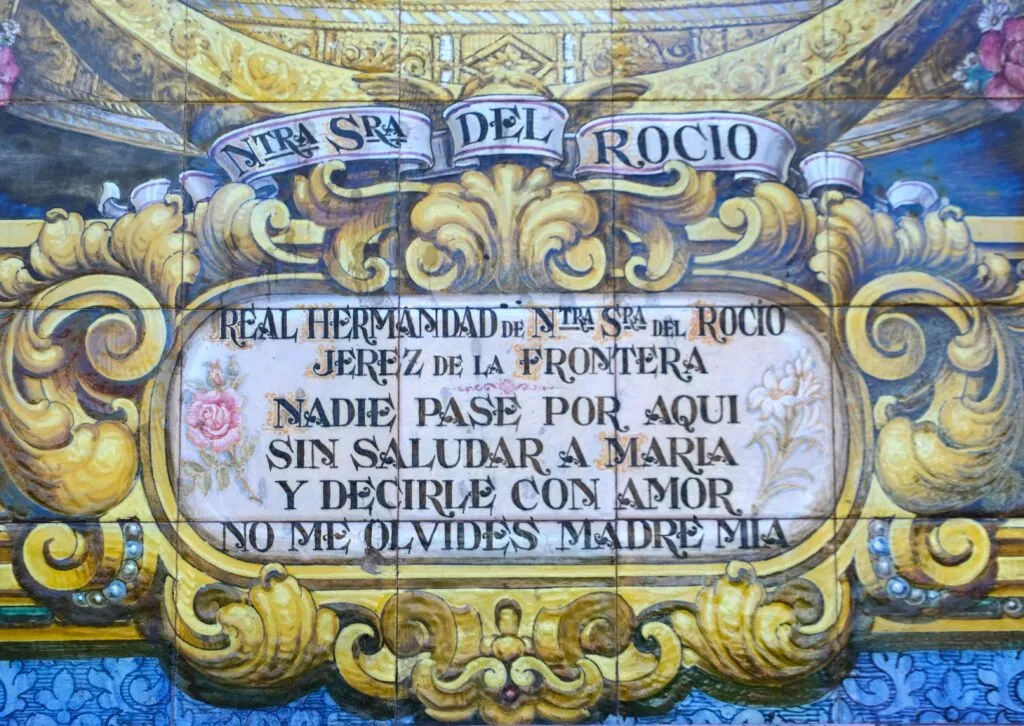 NTRA SRA DEL ROCIO
REAL HERMANDAD DE NTRA SRA DEL ROCIO
JEREZ DE LA FRONTERA
NADIE PASE POR AQUI
SIN SALUDAR A MARIA
Y DECIRLE CON AMOR
NO ME OLVIDES MADRE MIA